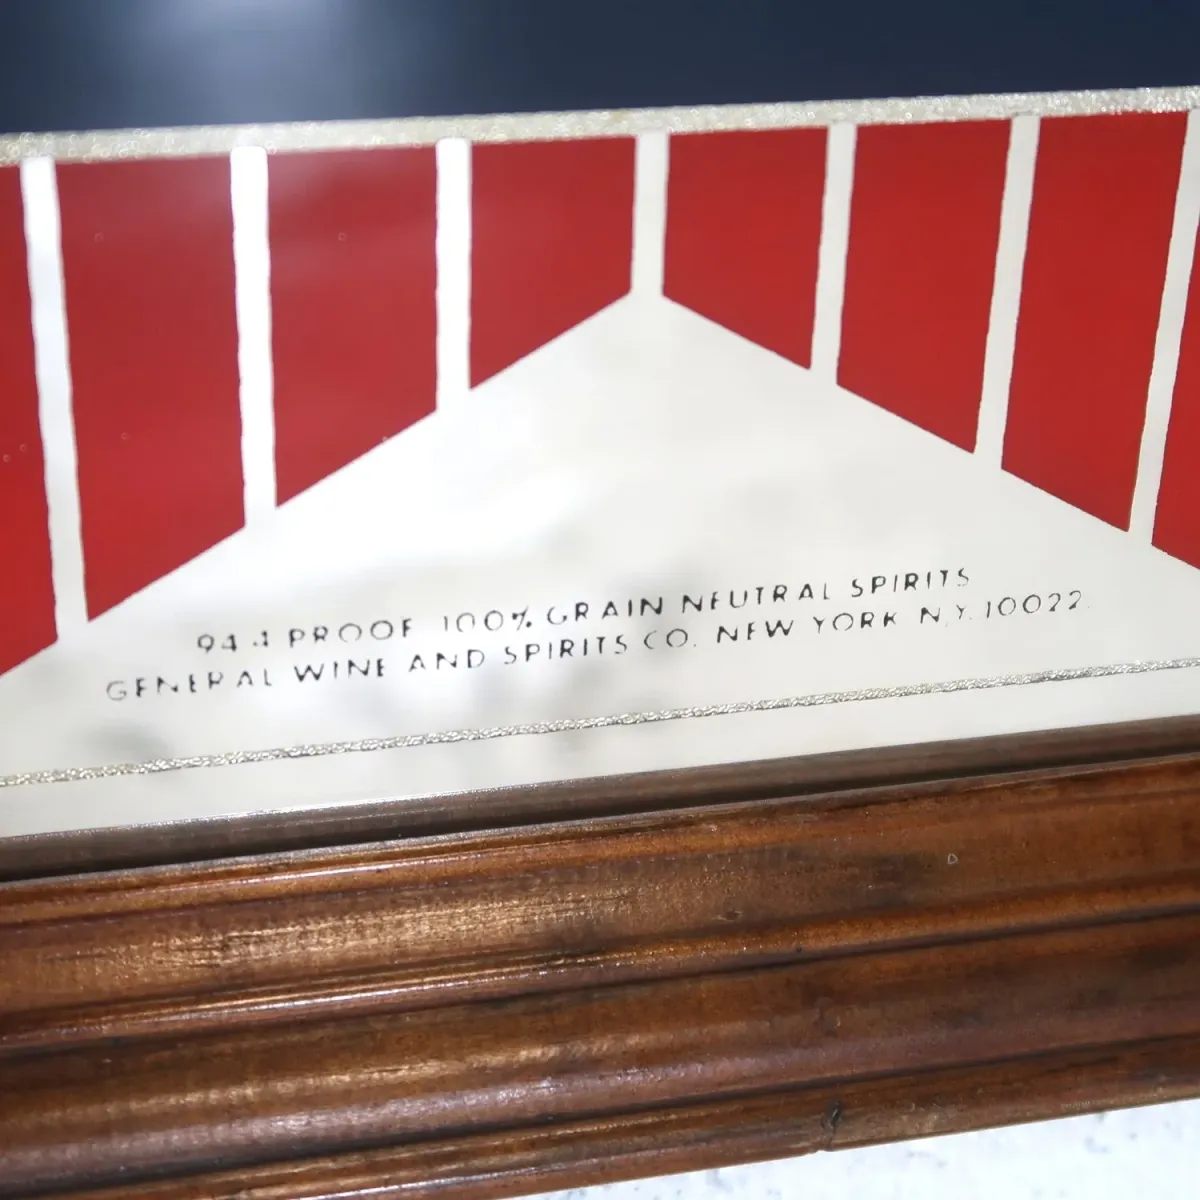 94.4 PROOF 100% GRAIN NEUTRAL SPIRITS
GENERAL WINE AND SPIRITS CO. NEW YORK N.Y. 10022